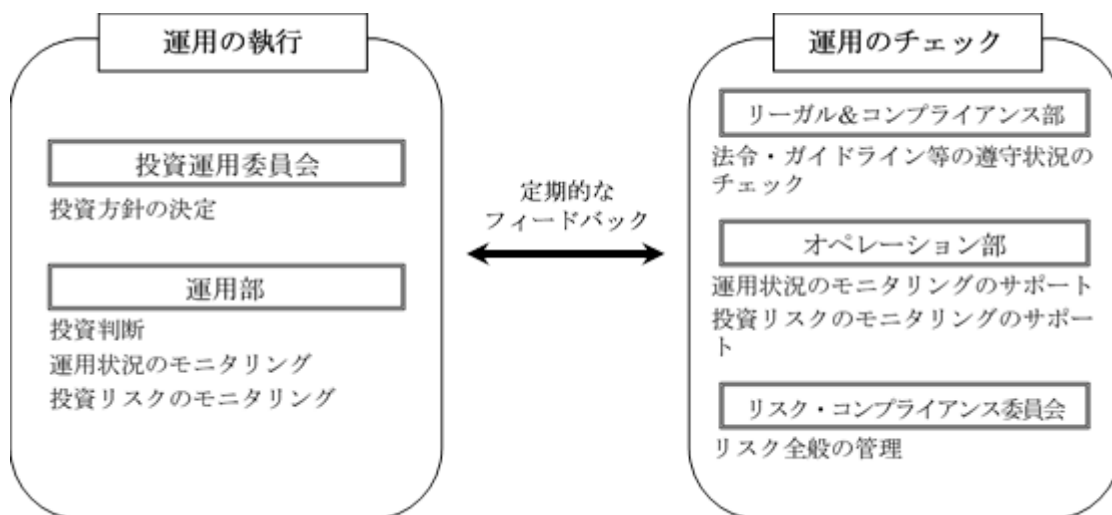 運用の執行
投資運用委員会
投資方針の決定
運用部
投資判断
運用状況のモニタリング
投資リスクのモニタリング
定期的な
フィードバック
運用のチェック
リーガル＆コンプライアンス部
法令・ガイドライン等の遵守状況の
チェック
オペレーション部
運用状況のモニタリングのサポート
投資リスクのモニタリングのサポー
ト
リスク・コンプライアンス委員会
リスク全般の管理